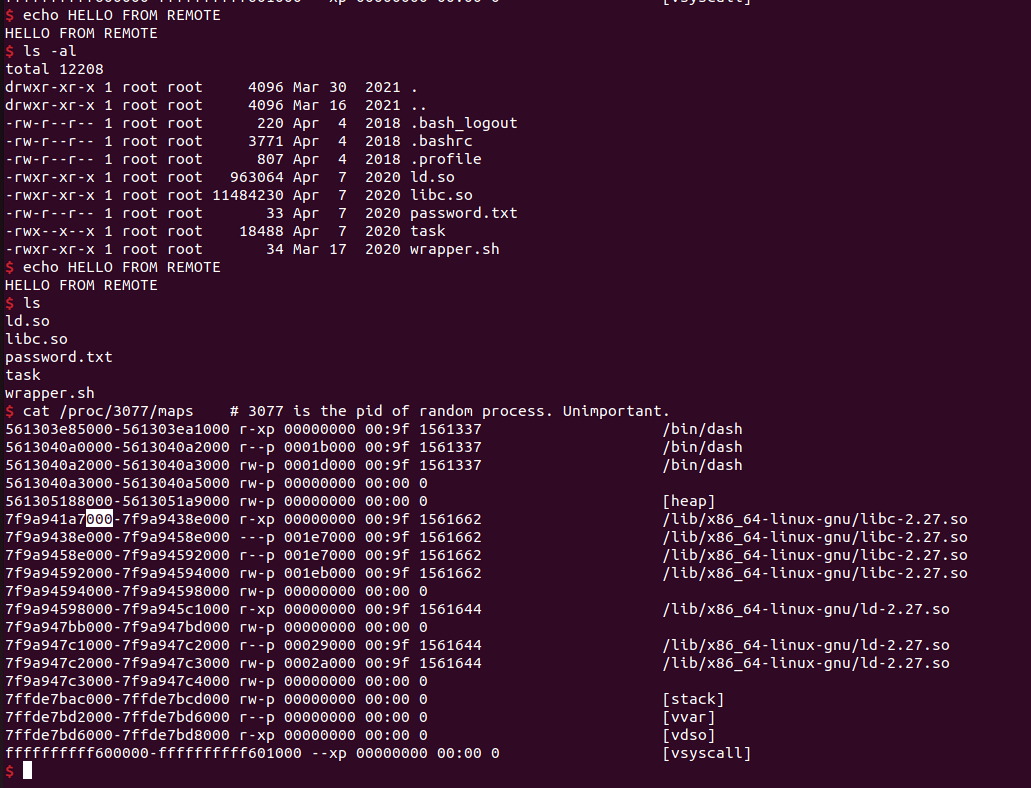 $ echo HELLO FROM REMOTE
HELLO FROM REMOTE
$ ls -al
total 12208
drwxr-xr-x 1 root root     4096 Mar 30  2021 .
drwxr-xr-x 1 root root     4096 Mar 16  2021 ..
-rw-r--r-- 1 root root      220 Apr  4  2018 .bash_logout
-rw-r--r-- 1 root root     3771 Apr  4  2018 .bashrc
-rw-r--r-- 1 root root      807 Apr  4  2018 .profile
-rwxr-xr-x 1 root root   963064 Apr  7  2020 ld.so
-rwxr-xr-x 1 root root 11484230 Apr  7  2020 libc.so
-rw-r--r-- 1 root root       33 Apr  7  2020 password.txt
-rwx--x--x 1 root root    18488 Apr  7  2020 task
-rwxr-xr-x 1 root root       34 Mar 17  2020 wrapper.sh
$ echo HELLO FROM REMOTE
HELLO FROM REMOTE
$ ls
ld.so
libc.so
password.txt
task
wrapper.sh
$ cat /proc/3077/maps    # 3077 is the pid of random process. Unimportant.
561303e85000-561303ea1000 r-xp 00000000 00:9f 1561337                    /bin/dash
5613040a0000-5613040a2000 r--p 0001b000 00:9f 1561337                    /bin/dash
5613040a2000-5613040a3000 rw-p 0001d000 00:9f 1561337                    /bin/dash
5613040a3000-5613040a5000 rw-p 00000000 00:00 0
561305188000-5613051a9000 rw-p 00000000 00:00 0                          [heap]
7f9a941a7000-7f9a9438e000 r-xp 00000000 00:9f 1561662                    /lib/x86_64-linux-gnu/libc-2.27.so
7f9a9438e000-7f9a9458e000 ---p 001e7000 00:9f 1561662                    /lib/x86_64-linux-gnu/libc-2.27.so
7f9a9458e000-7f9a94592000 r--p 001e7000 00:9f 1561662                    /lib/x86_64-linux-gnu/libc-2.27.so
7f9a94592000-7f9a94594000 rw-p 001eb000 00:9f 1561662                    /lib/x86_64-linux-gnu/libc-2.27.so
7f9a94594000-7f9a94598000 rw-p 00000000 00:00 0
7f9a94598000-7f9a945c1000 r-xp 00000000 00:9f 1561644                    /lib/x86_64-linux-gnu/ld-2.27.so
7f9a947bb000-7f9a947bd000 rw-p 00000000 00:00 0
7f9a947c1000-7f9a947c2000 r--p 00029000 00:9f 1561644                    /lib/x86_64-linux-gnu/ld-2.27.so
7f9a947c2000-7f9a947c3000 rw-p 0002a000 00:9f 1561644                    /lib/x86_64-linux-gnu/ld-2.27.so
7f9a947c3000-7f9a947c4000 rw-p 00000000 00:00 0
7ffde7bac000-7ffde7bcd000 rw-p 00000000 00:00 0                          [stack]
7ffde7bd2000-7ffde7bd6000 r--p 00000000 00:00 0                          [vvar]
7ffde7bd6000-7ffde7bd8000 r-xp 00000000 00:00 0                          [vdso]
ffffffffff600000-ffffffffff601000 --xp 00000000 00:00 0                  [vsyscall]
$